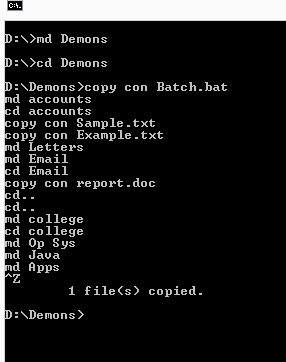 C:\.
D:\>md Demons
D:\>cd Demons
D:\Demons>copy con Batch.bat
md accounts
cd accounts
copy con Sample.txt
copy con Example.txt
md Letters
md Email
cd Email
copy con report.doc
cd..
cd..
md college
cd college
md Op Sys
md Java
md Apps
^Z
1 file(s) copied.
D:\Demons>